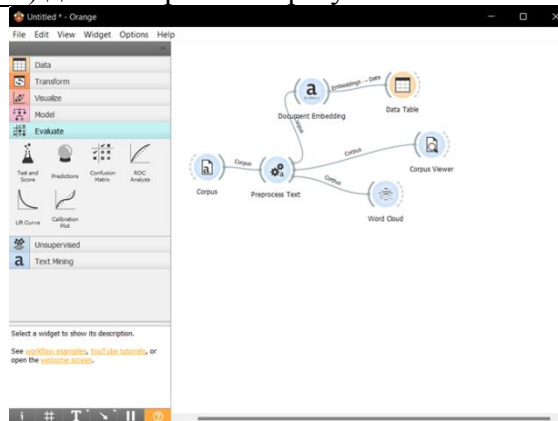 Untitled * - Orange
File Edit View Widget Options Help
Data
Transform
Visualize
Model
Evaluate
Test and Score
Predictions
Confusion Matrix
ROC Analysis
Lift Curve
Calibration Plot
Unsupervised
a Text Mining
Select a widget to show its description.
See workflow examples, YouTube tutorials, or
open the welcome screen.
Corpus
Corpus
Preprocess Text
Corpus
a
Document Embedding
Embeddings → Data
Data Table
Corpus
Corpus Viewer
Corpus
Word Cloud